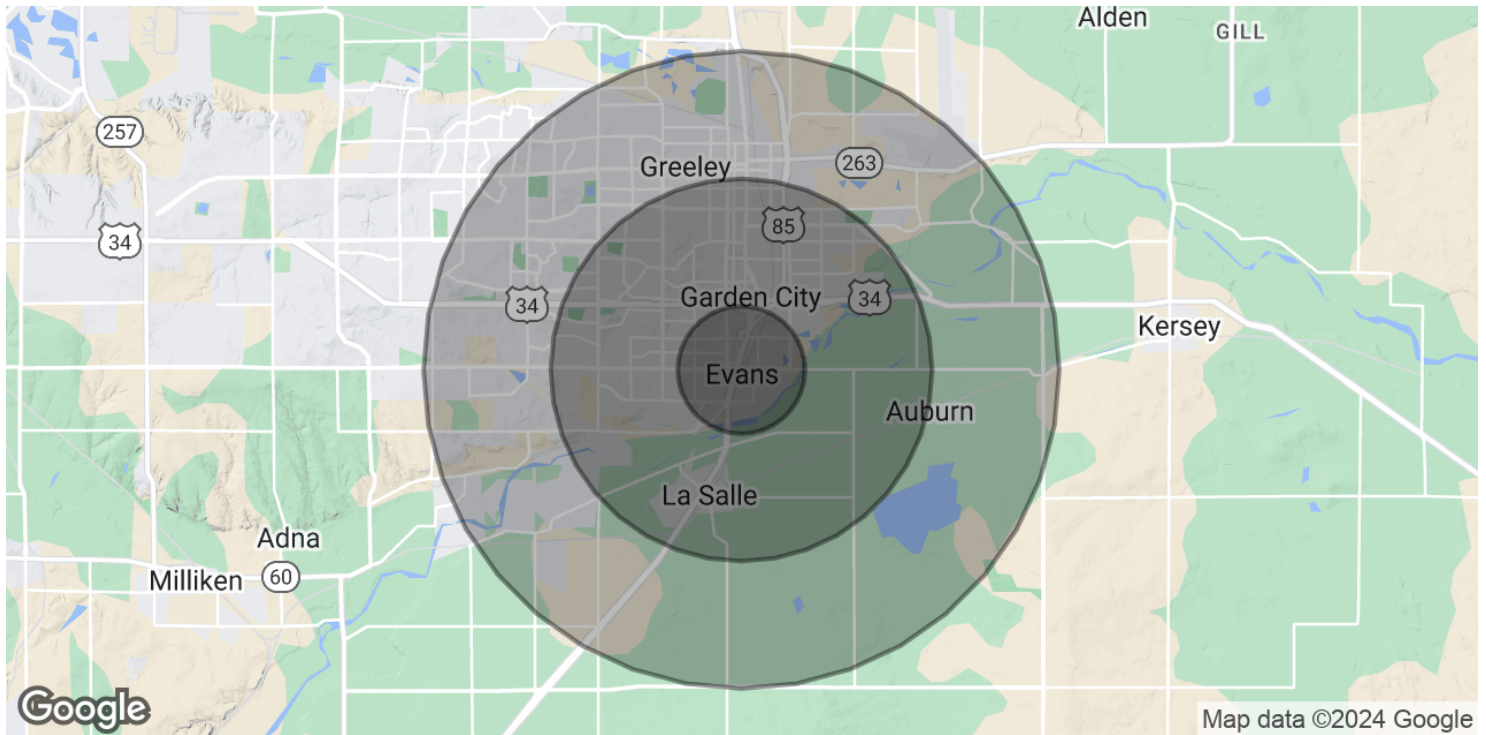 Alden
GILL
257
Greeley
263
34
85
Garden City
34
34
Kersey
Evans
Auburn
La Salle
Adna
Milliken
60
Google
Map data ©2024 Google